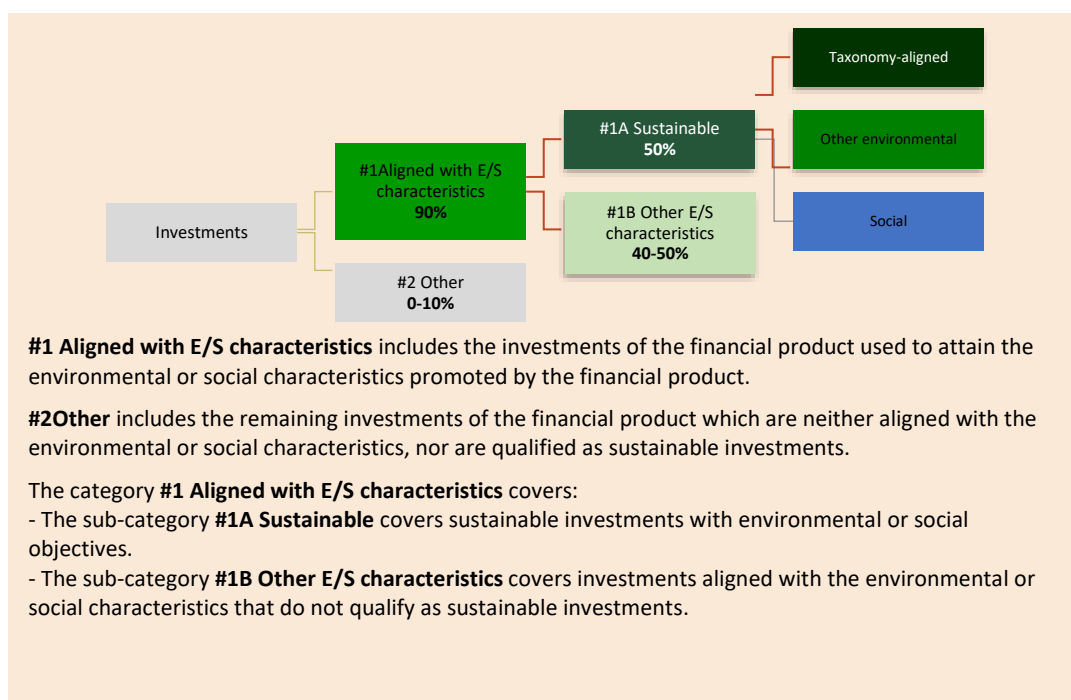 Taxonomy-aligned
#1A Sustainable
50%
Other environmental
#1Aligned with E/S
characteristics
90%
#1B Other E/S
characteristics
40-50%
Social
Investments
#2 Other
0-10%
#1 Aligned with E/S characteristics includes the investments of the financial product used to attain the
environmental or social characteristics promoted by the financial product.
#2Other includes the remaining investments of the financial product which are neither aligned with the
environmental or social characteristics, nor are qualified as sustainable investments.
The category #1 Aligned with E/S characteristics covers:
- The sub-category #1A Sustainable covers sustainable investments with environmental or social
objectives.
- The sub-category #1B Other E/S characteristics covers investments aligned with the environmental or
social characteristics that do not qualify as sustainable investments.